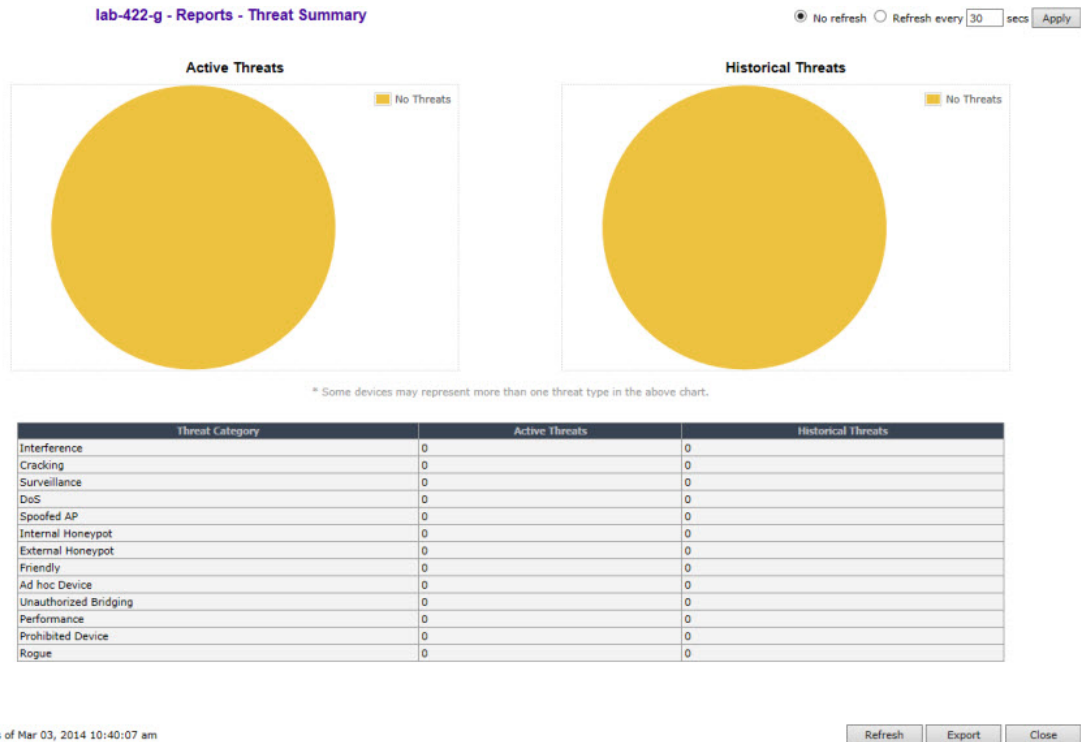 lab-422-g - Reports - Threat Summary
No refresh Refresh every 30 secs Apply
Active Threats
No Threats
Historical Threats
No Threats
* Some devices may represent more than one threat type in the above chart.
Threat Category Active Threats Historical Threats
Interference 0 0
Cracking 0 0
Surveillance 0 0
DoS 0 0
Spoofed AP 0 0
Internal Honeypot 0 0
External Honeypot 0 0
Friendly 0 0
Ad hoc Device 0 0
Unauthorized Bridging 0 0
Performance 0 0
Prohibited Device 0 0
Rogue 0 0
s of Mar 03, 2014 10:40:07 am
Refresh Export Close